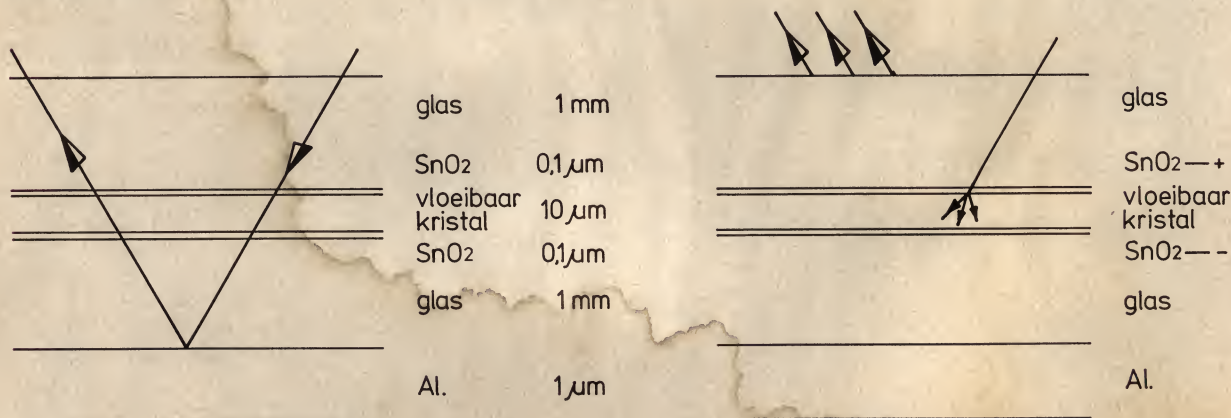 glas 1 mm
SnO2 0,1 μm
vloeibaar
kristal 10 μm
SnO2 0,1 μm
glas 1 mm
Al. 1 μm
glas
SnO2 — +
vloeibaar
kristal
SnO2 — -
glas
Al.